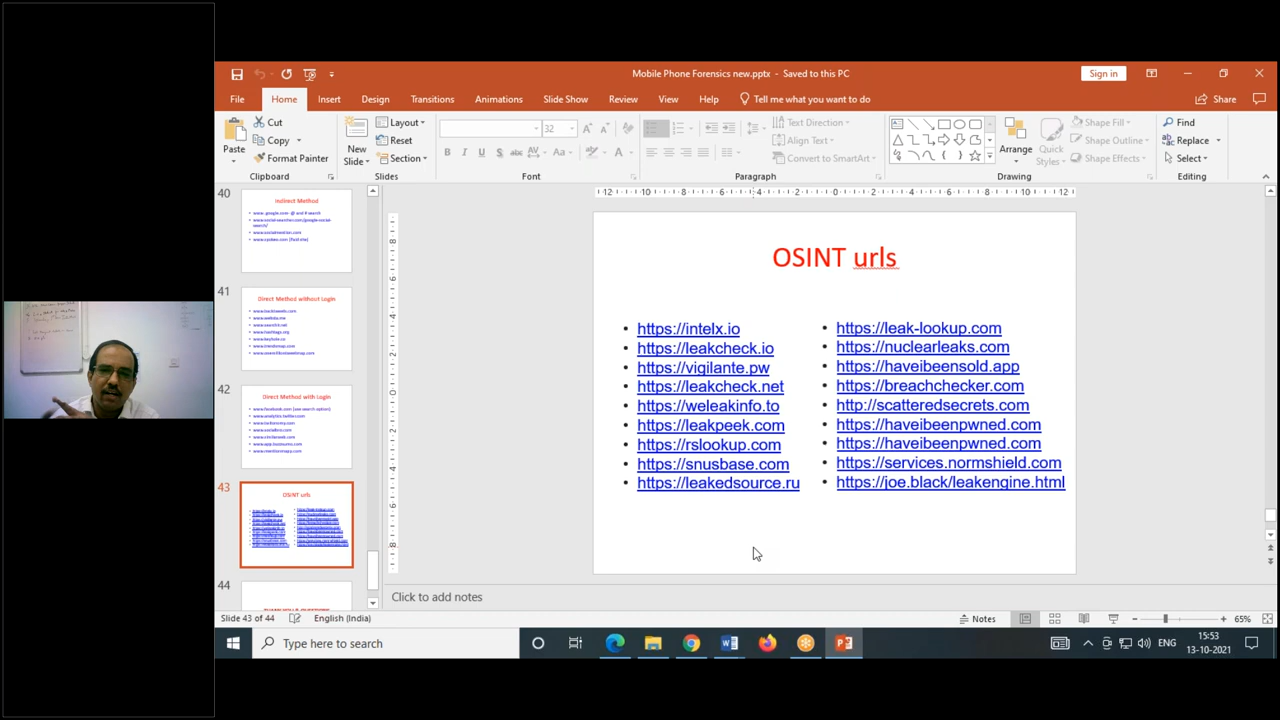 Mobile Phone Forensics new.pptx - Saved to this PC
Sign in
File Home Insert Design Transitions Animations Slide Show Review View Help Tell me what you want to do Share
Paste
Cut
Copy
Format Painter
Clipboard
New Slide
Layout
Reset
Section
Slides
32
Font
Text Direction
Align Text
Convert to SmartArt
Paragraph
Arrange
Quick Styles
Shape Fill
Shape Outline
Shape Effects
Drawing
Find
Replace
Select
Editing
40
Indirect Method
41
Direct Method without Login
42
Direct Method with Login
43
OSINT urls
44
OSINT urls
• https://intelx.io
• https://leakcheck.io
• https://vigilante.pw
• https://leakcheck.net
• https://weleakinfo.to
• https://leakpeek.com
• https://rslookup.com
• https://snusbase.com
• https://leakedsource.ru
• https://leak-lookup.com
• https://nuclearleaks.com
• https://haveibeensold.app
• https://breachchecker.com
• http://scatteredsecrets.com
• https://haveibeenpwned.com
• https://haveibeenpwned.com
• https://services.normshield.com
• https://joe.black/leakengine.html
Click to add notes
Slide 43 of 44 English (India) Notes 65%
Type here to search
ENG
15:53
13-10-2021